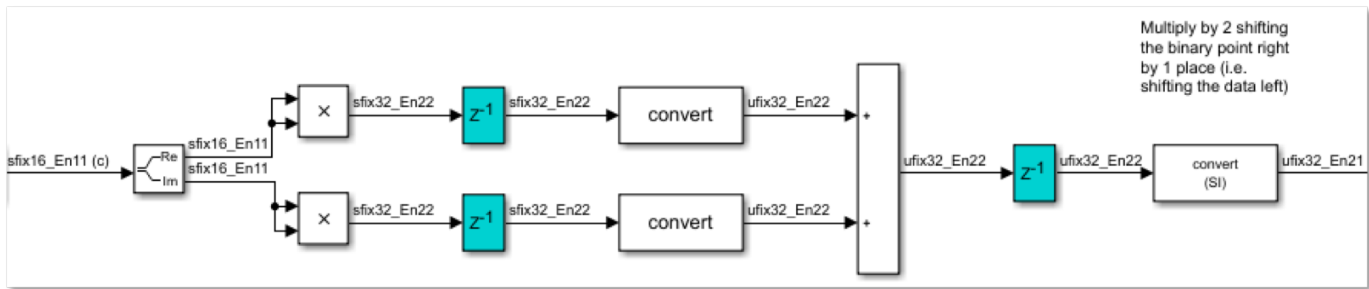 Multiply by 2 shifting
the binary point right
by 1 place (i.e.
shifting the data left)
sfix16_En11 (c)
Re
Im
sfix16_En11
sfix16_En11
×
sfix32_En22
Z-1
sfix32_En22
convert
ufix32_En22
+
×
sfix32_En22
Z-1
sfix32_En22
convert
ufix32_En22
+
ufix32_En22
Z-1
ufix32_En22
convert
(SI)
ufix32_En21